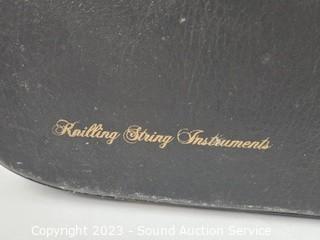 Knilling String Instruments
Copyright 2023 - Sound Auction Service